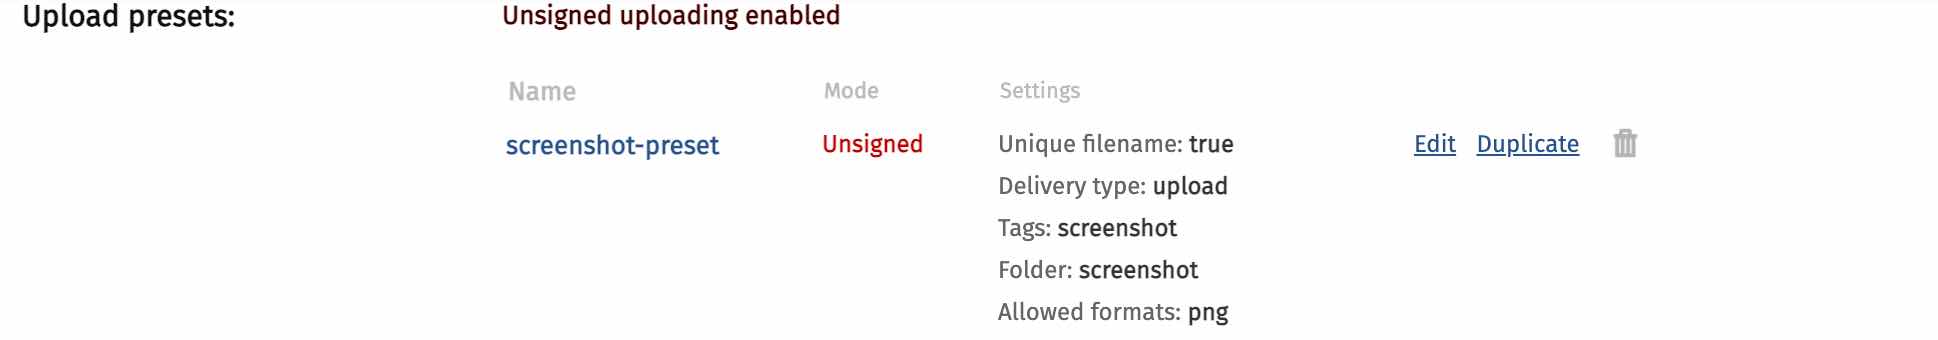 Upload presets: Unsigned uploading enabled
Name Mode Settings
screenshot-preset Unsigned Unique filename: true Edit Duplicate
Delivery type: upload
Tags: screenshot
Folder: screenshot
Allowed formats: png